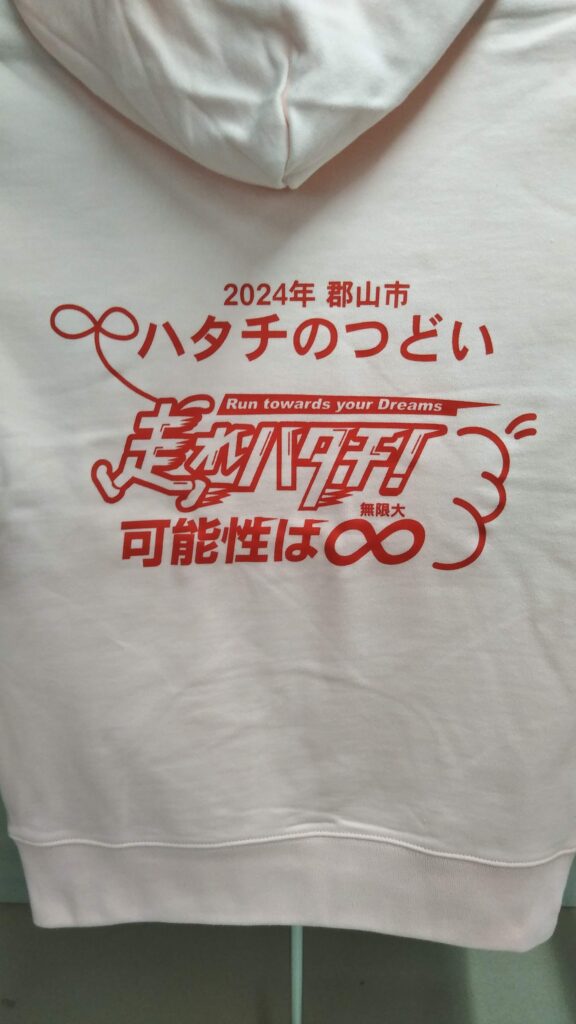 2024年 郡山市
ハタチのつどい
Run towards your Dreams
走れハタチ!
無限大
可能性は∞